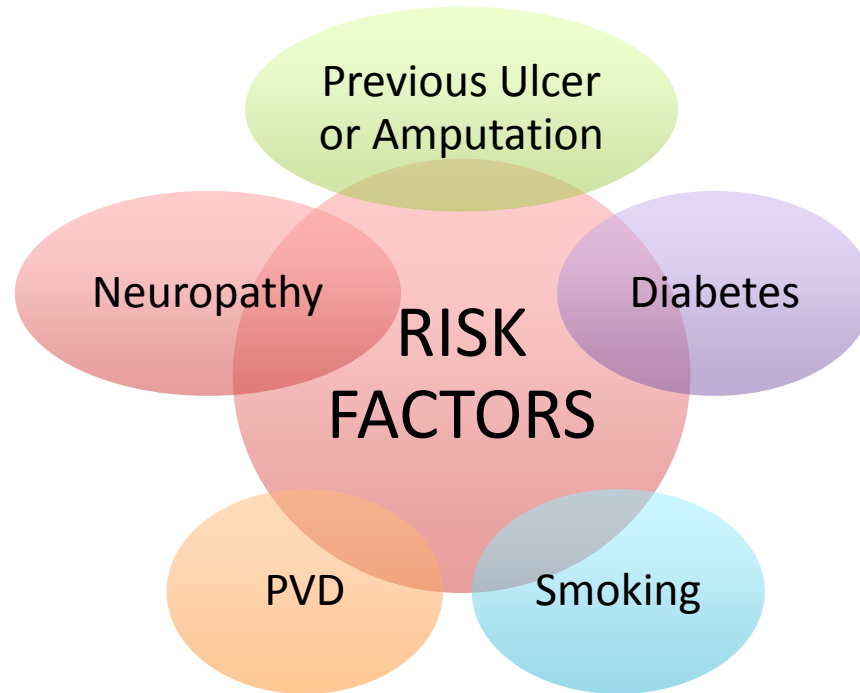 Previous Ulcer
or Amputation
Neuropathy
Diabetes
RISK
FACTORS
PVD
Smoking